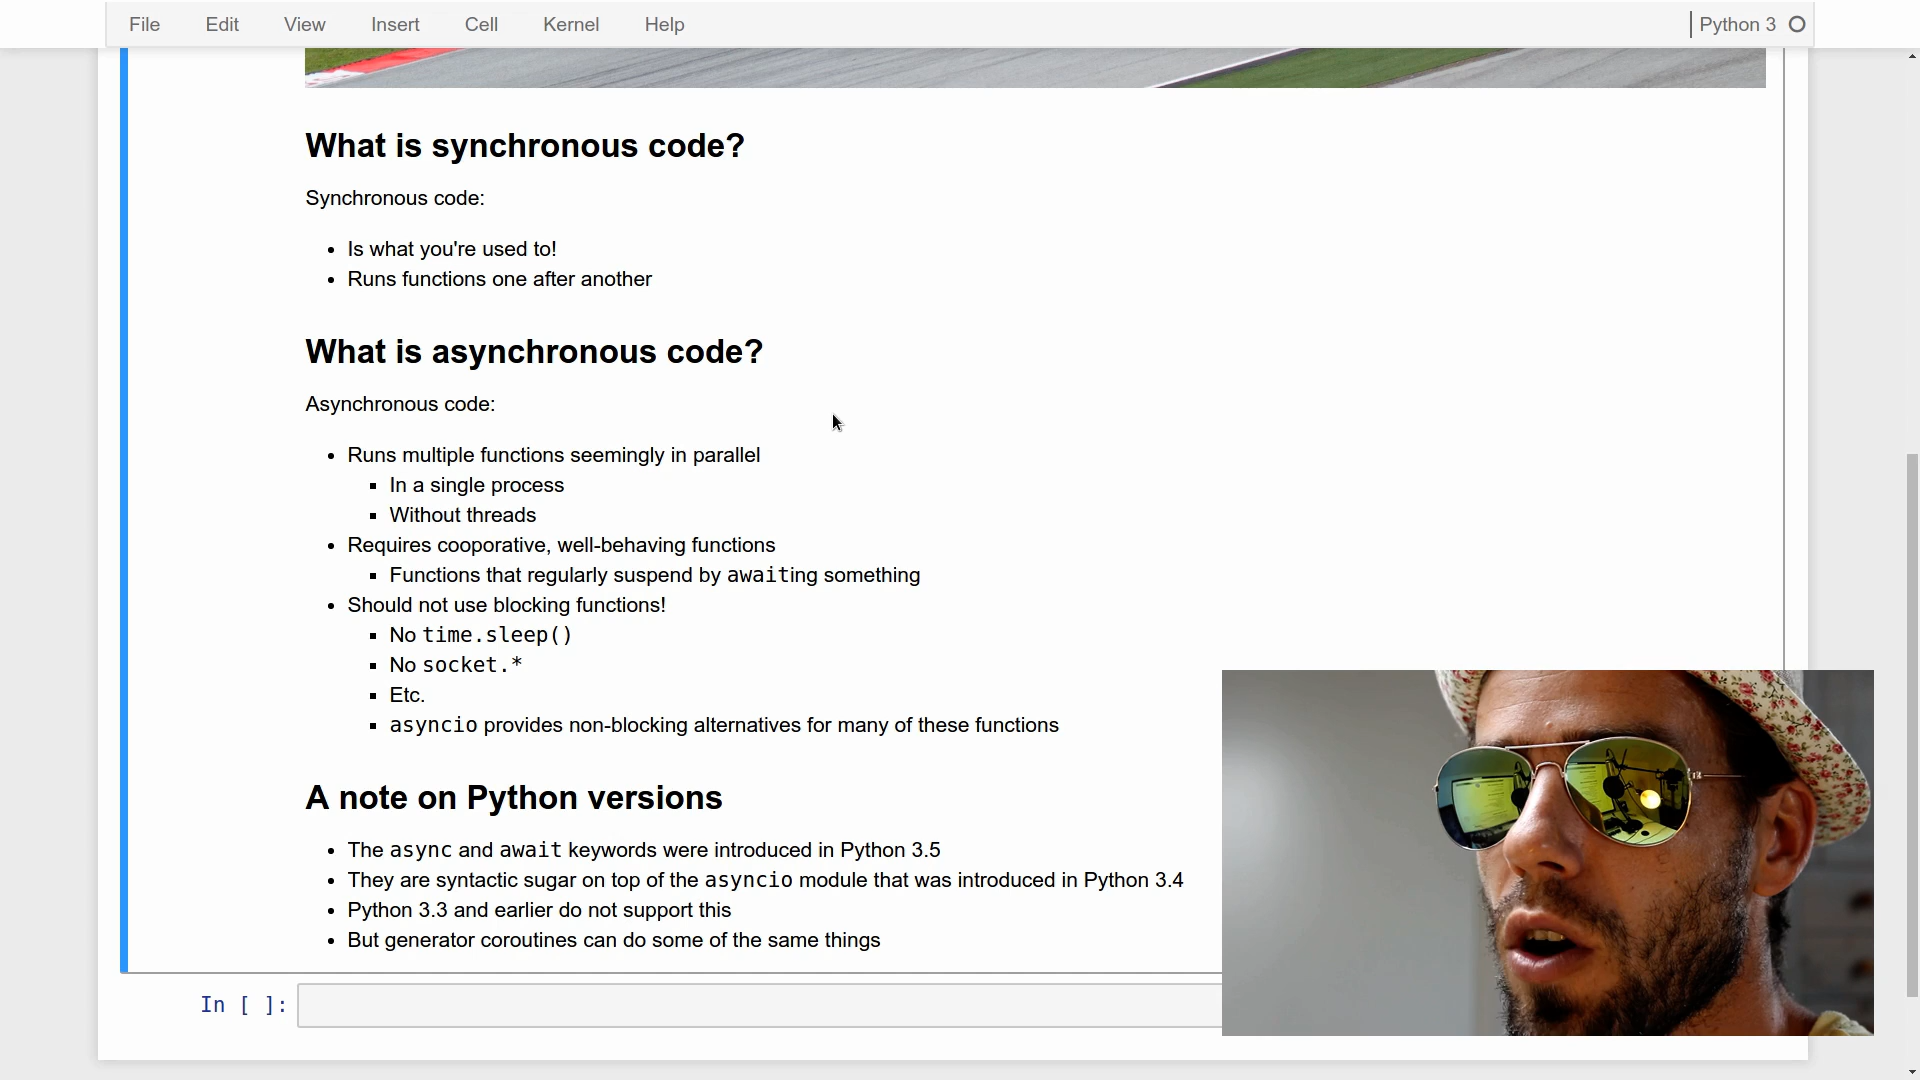 File Edit View Insert Cell Kernel Help Python 3
What is synchronous code?
Synchronous code:
Is what you're used to!
Runs functions one after another
What is asynchronous code?
Asynchronous code:
Runs multiple functions seemingly in parallel
In a single process
Without threads
Requires cooporative, well-behaving functions
Functions that regularly suspend by awaiting something
Should not use blocking functions!
No time.sleep()
No socket.*
Etc.
asyncio provides non-blocking alternatives for many of these functions
A note on Python versions
The async and await keywords were introduced in Python 3.5
They are syntactic sugar on top of the asyncio module that was introduced in Python 3.4
Python 3.3 and earlier do not support this
But generator coroutines can do some of the same things
In [ ]: